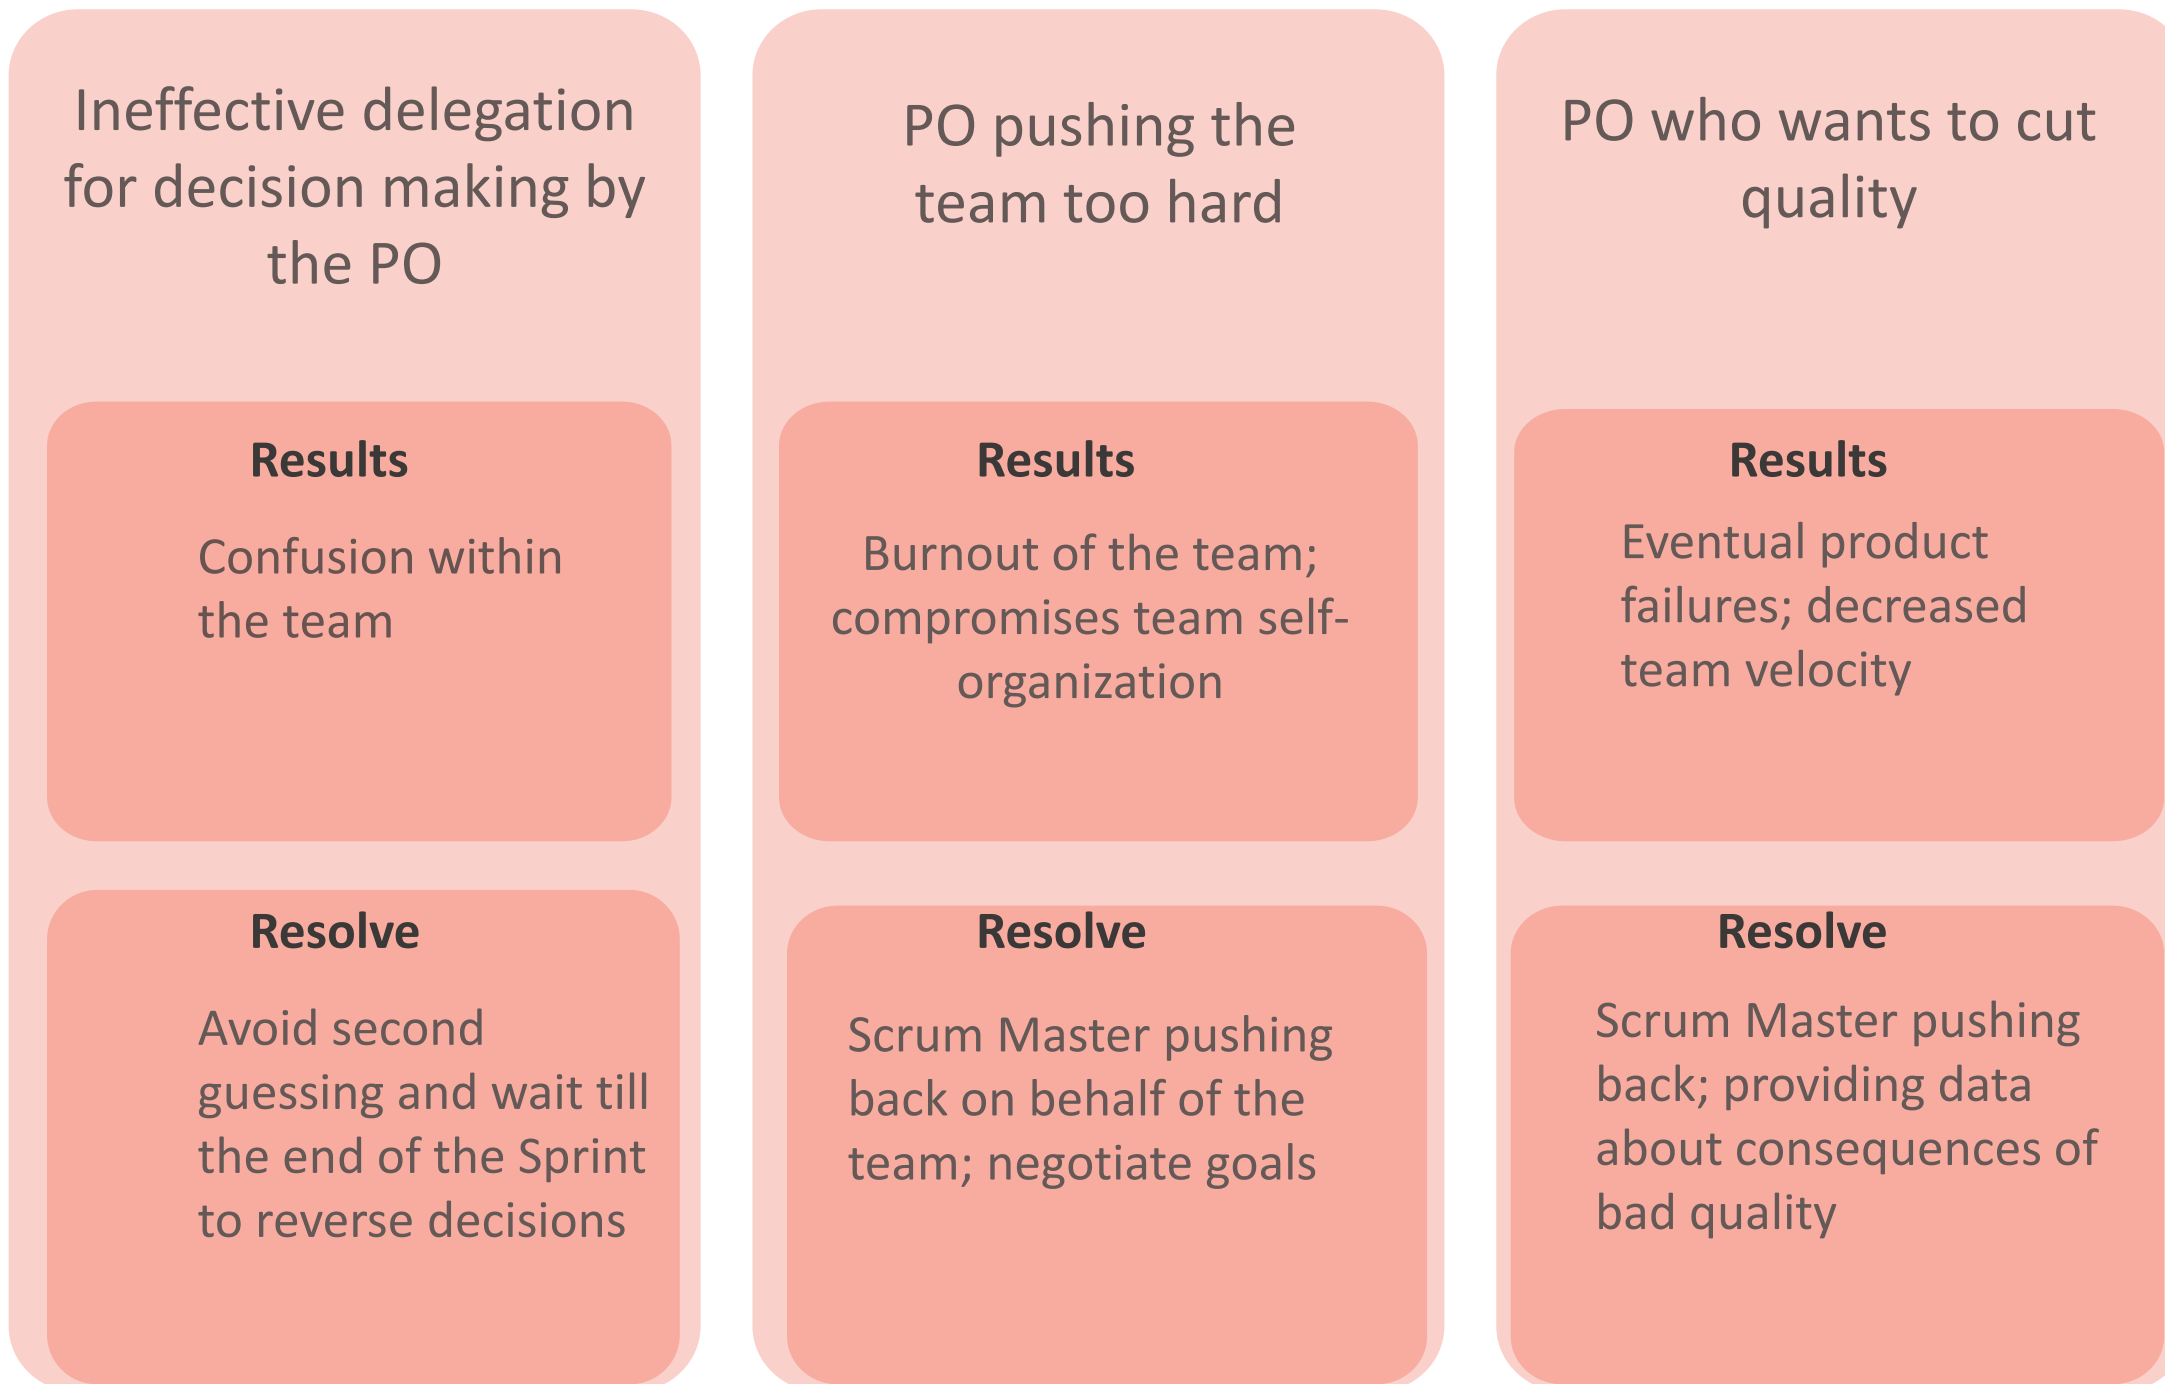 Ineffective delegation
for decision making by
the PO
Results
Confusion within
the team
Resolve
Avoid second
guessing and wait till
the end of the Sprint
to reverse decisions
PO pushing the
team too hard
Results
Burnout of the team;
compromises team self-
organization
Resolve
Scrum Master pushing
back on behalf of the
team; negotiate goals
PO who wants to cut
quality
Results
Eventual product
failures; decreased
team velocity
Resolve
Scrum Master pushing
back; providing data
about consequences of
bad quality